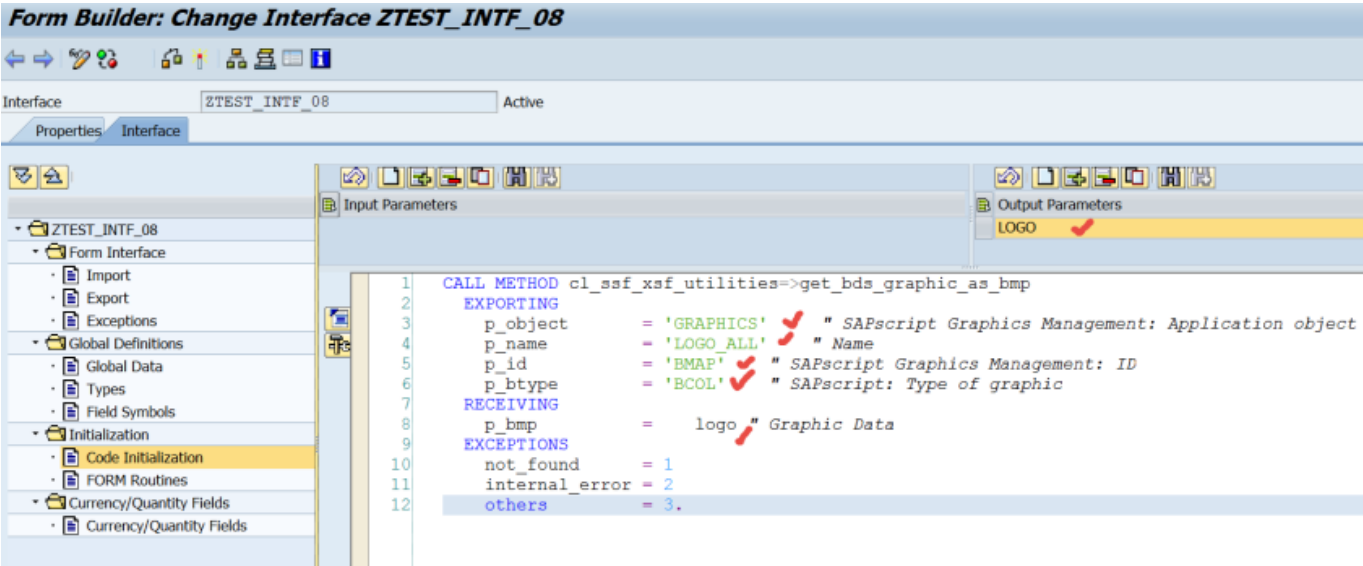 Form Builder: Change Interface ZTEST_INTF_08
Interface ZTEST_INTF_08 Active
Properties Interface
Input Parameters
Output Parameters
LOGO
ZTEST_INTF_08
Form Interface
Import
Export
Exceptions
Global Definitions
Global Data
Types
Field Symbols
Initialization
Code Initialization
FORM Routines
Currency/Quantity Fields
Currency/Quantity Fields
1 CALL METHOD cl_ssf_xsf_utilities=>get_bds_graphic_as_bmp
2 EXPORTING
3 p_object = 'GRAPHICS' " SAPscript Graphics Management: Application object
4 p_name = 'LOGO_ALL' " Name
5 p_id = 'BMAP' " SAPscript Graphics Management: ID
6 p_btype = 'BCOL' " SAPscript: Type of graphic
7 RECEIVING
8 p_bmp = logo " Graphic Data
9 EXCEPTIONS
10 not_found = 1
11 internal_error = 2
12 others = 3.